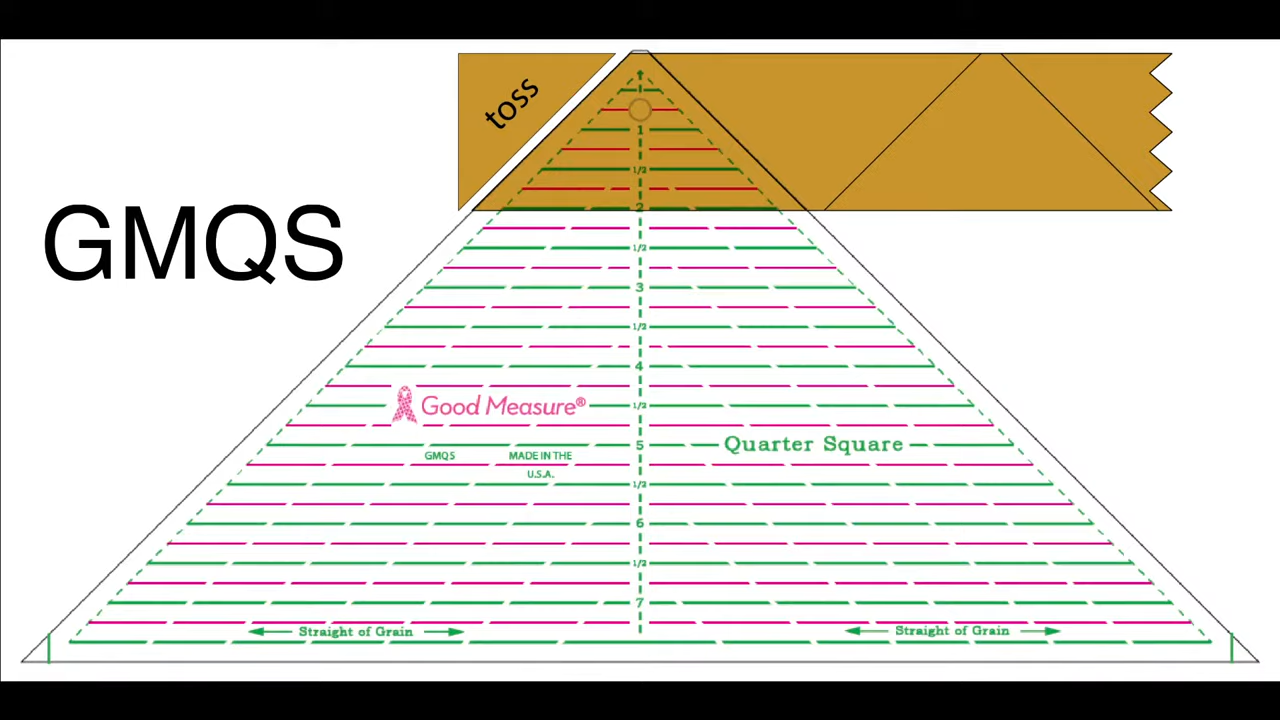 toss
GMQS
1
1/2
2
1/2
3
1/2
4
Good Measure®
1/2
5
Quarter Square
GMQS
MADE IN THE
U.S.A.
1/2
6
1/2
7
Straight of Grain
Straight of Grain